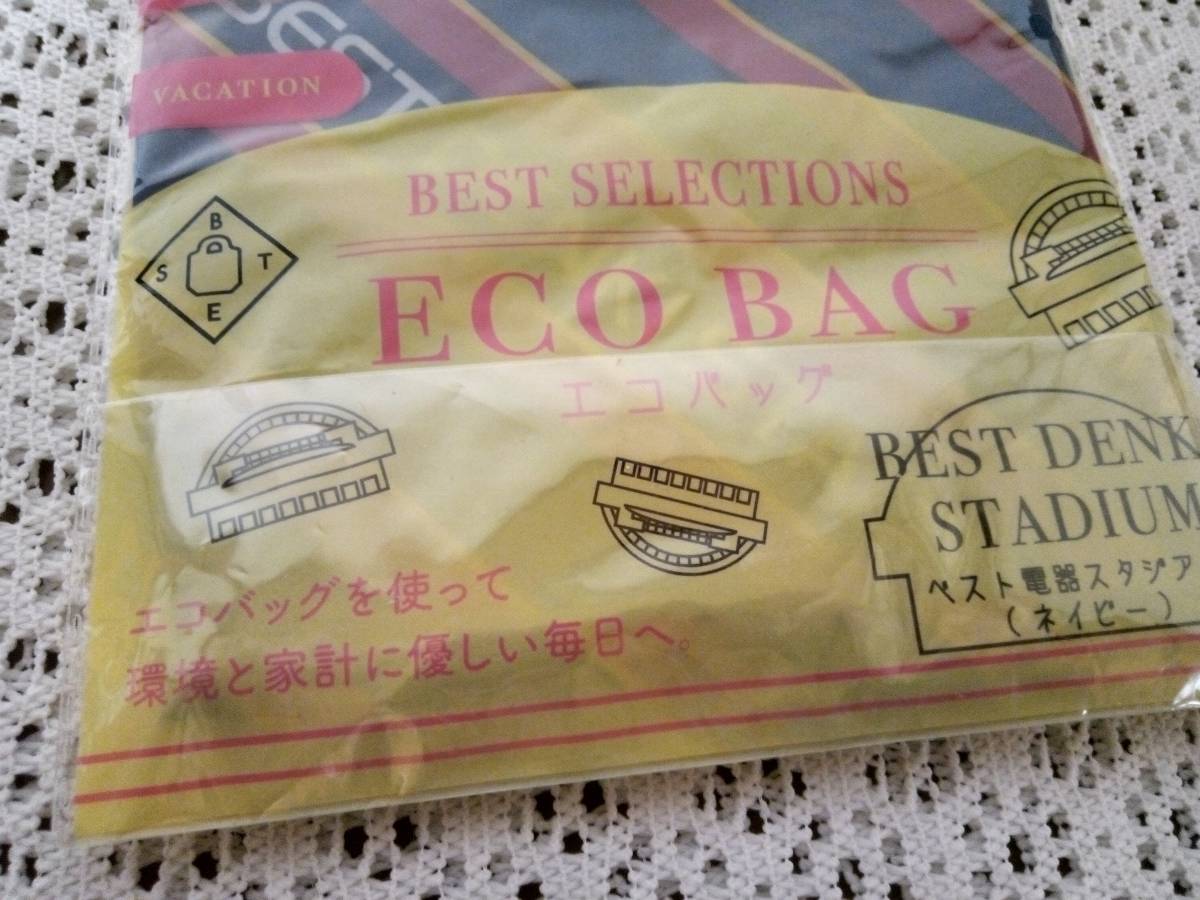 BEST
VACATION
BEST SELECTIONS
B
S T
E
ECO BAG
エコバッグ
BEST DENK
STADIUM
ベスト電器スタジア
(ネイビー)
エコバッグを使って
環境と家計に優しい毎日へ。